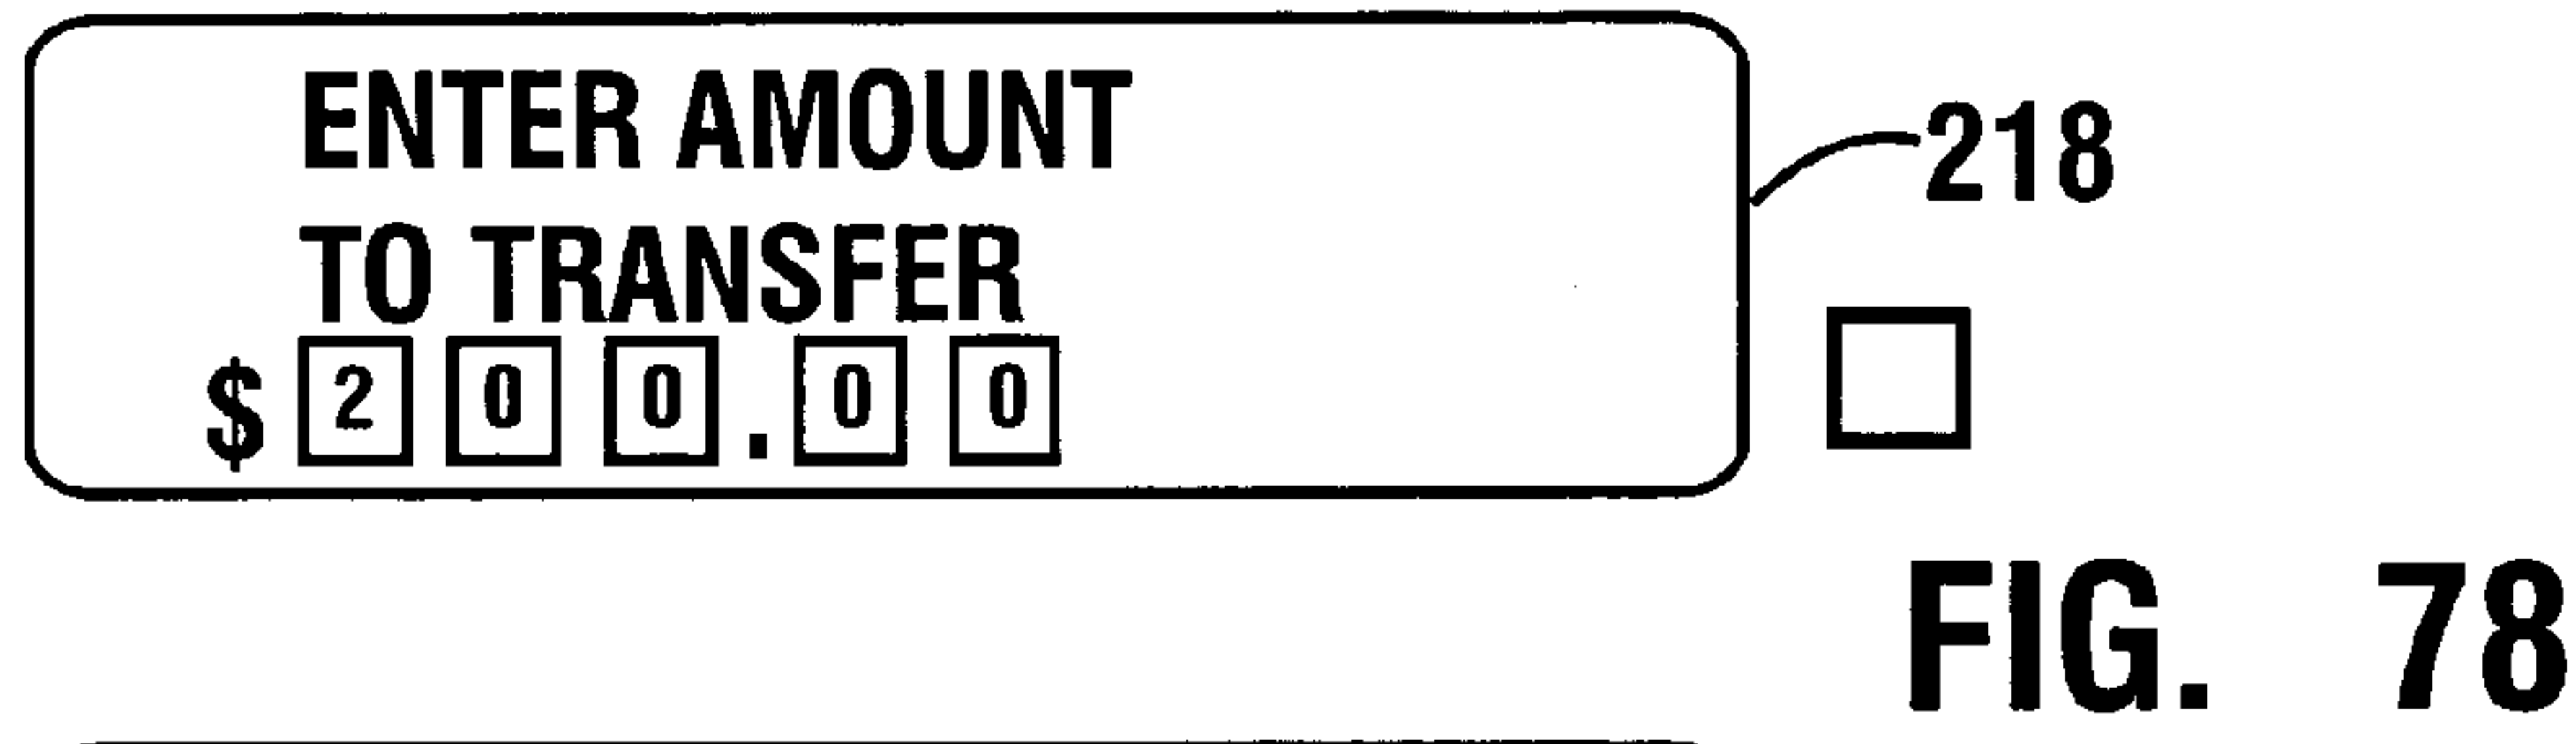 ENTER AMOUNT
218
TO TRANSFER
$ 2 0 0 . 0 0
FIG. 78